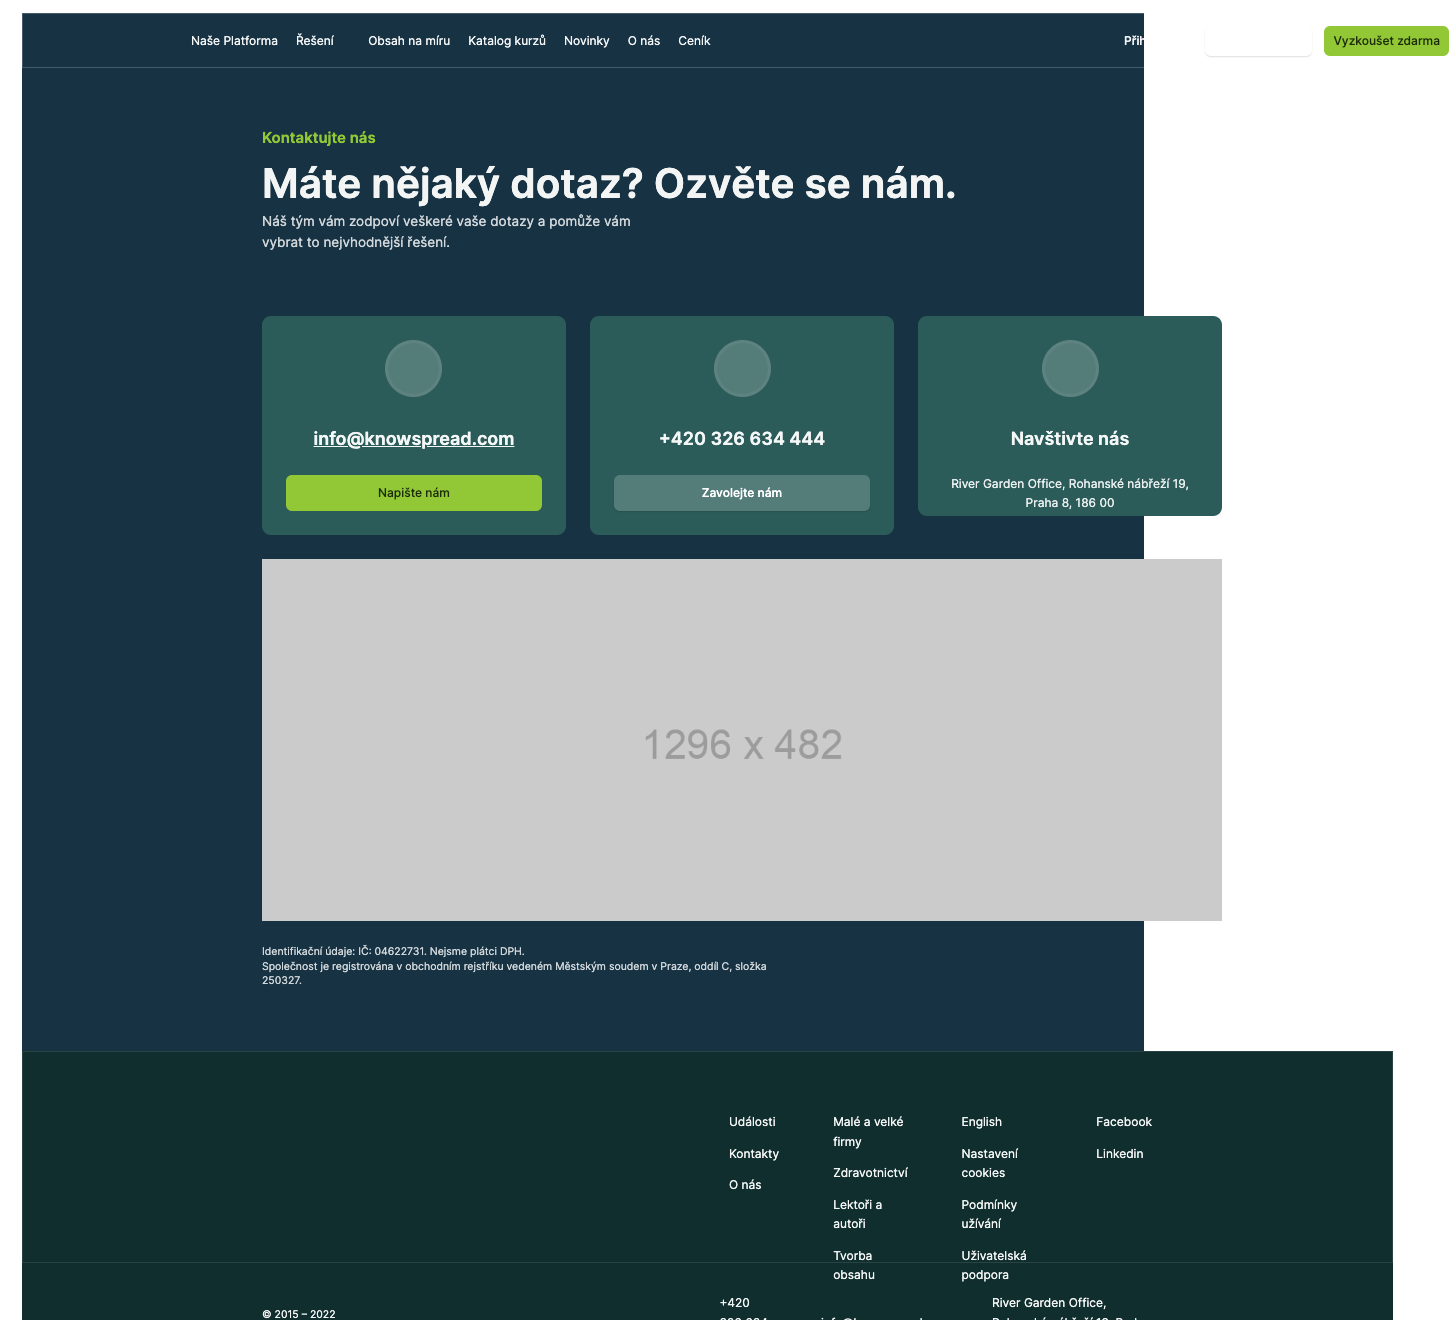 Naše Platforma Řešení Obsah na míru Katalog kurzů Novinky O nás Ceník Vyzkoušet zdarma
Kontaktujte nás
Máte nějaký dotaz? Ozvěte se nám.
Náš tým vám zodpoví veškeré vaše dotazy a pomůže vám
vybrat to nejvhodnější řešení.
info@knowspread.com
Napište nám
+420 326 634 444
Zavolejte nám
Navštivte nás
River Garden Office, Rohanské nábřeží 19,
Praha 8, 186 00
1296 x 482
Identifikační údaje: IČ: 04622731. Nejsme plátci DPH.
Společnost je registrována v obchodním rejstříku vedeném Městským soudem v Praze, oddíl C, složka
250327.
Události
Kontakty
O nás
Malé a velké
firmy
Zdravotnictví
Lektoři a
autoři
Tvorba
obsahu
English
Nastavení
cookies
Podmínky
užívání
Uživatelská
podpora
Facebook
Linkedin
© 2015 – 2022
+420
River Garden Office,